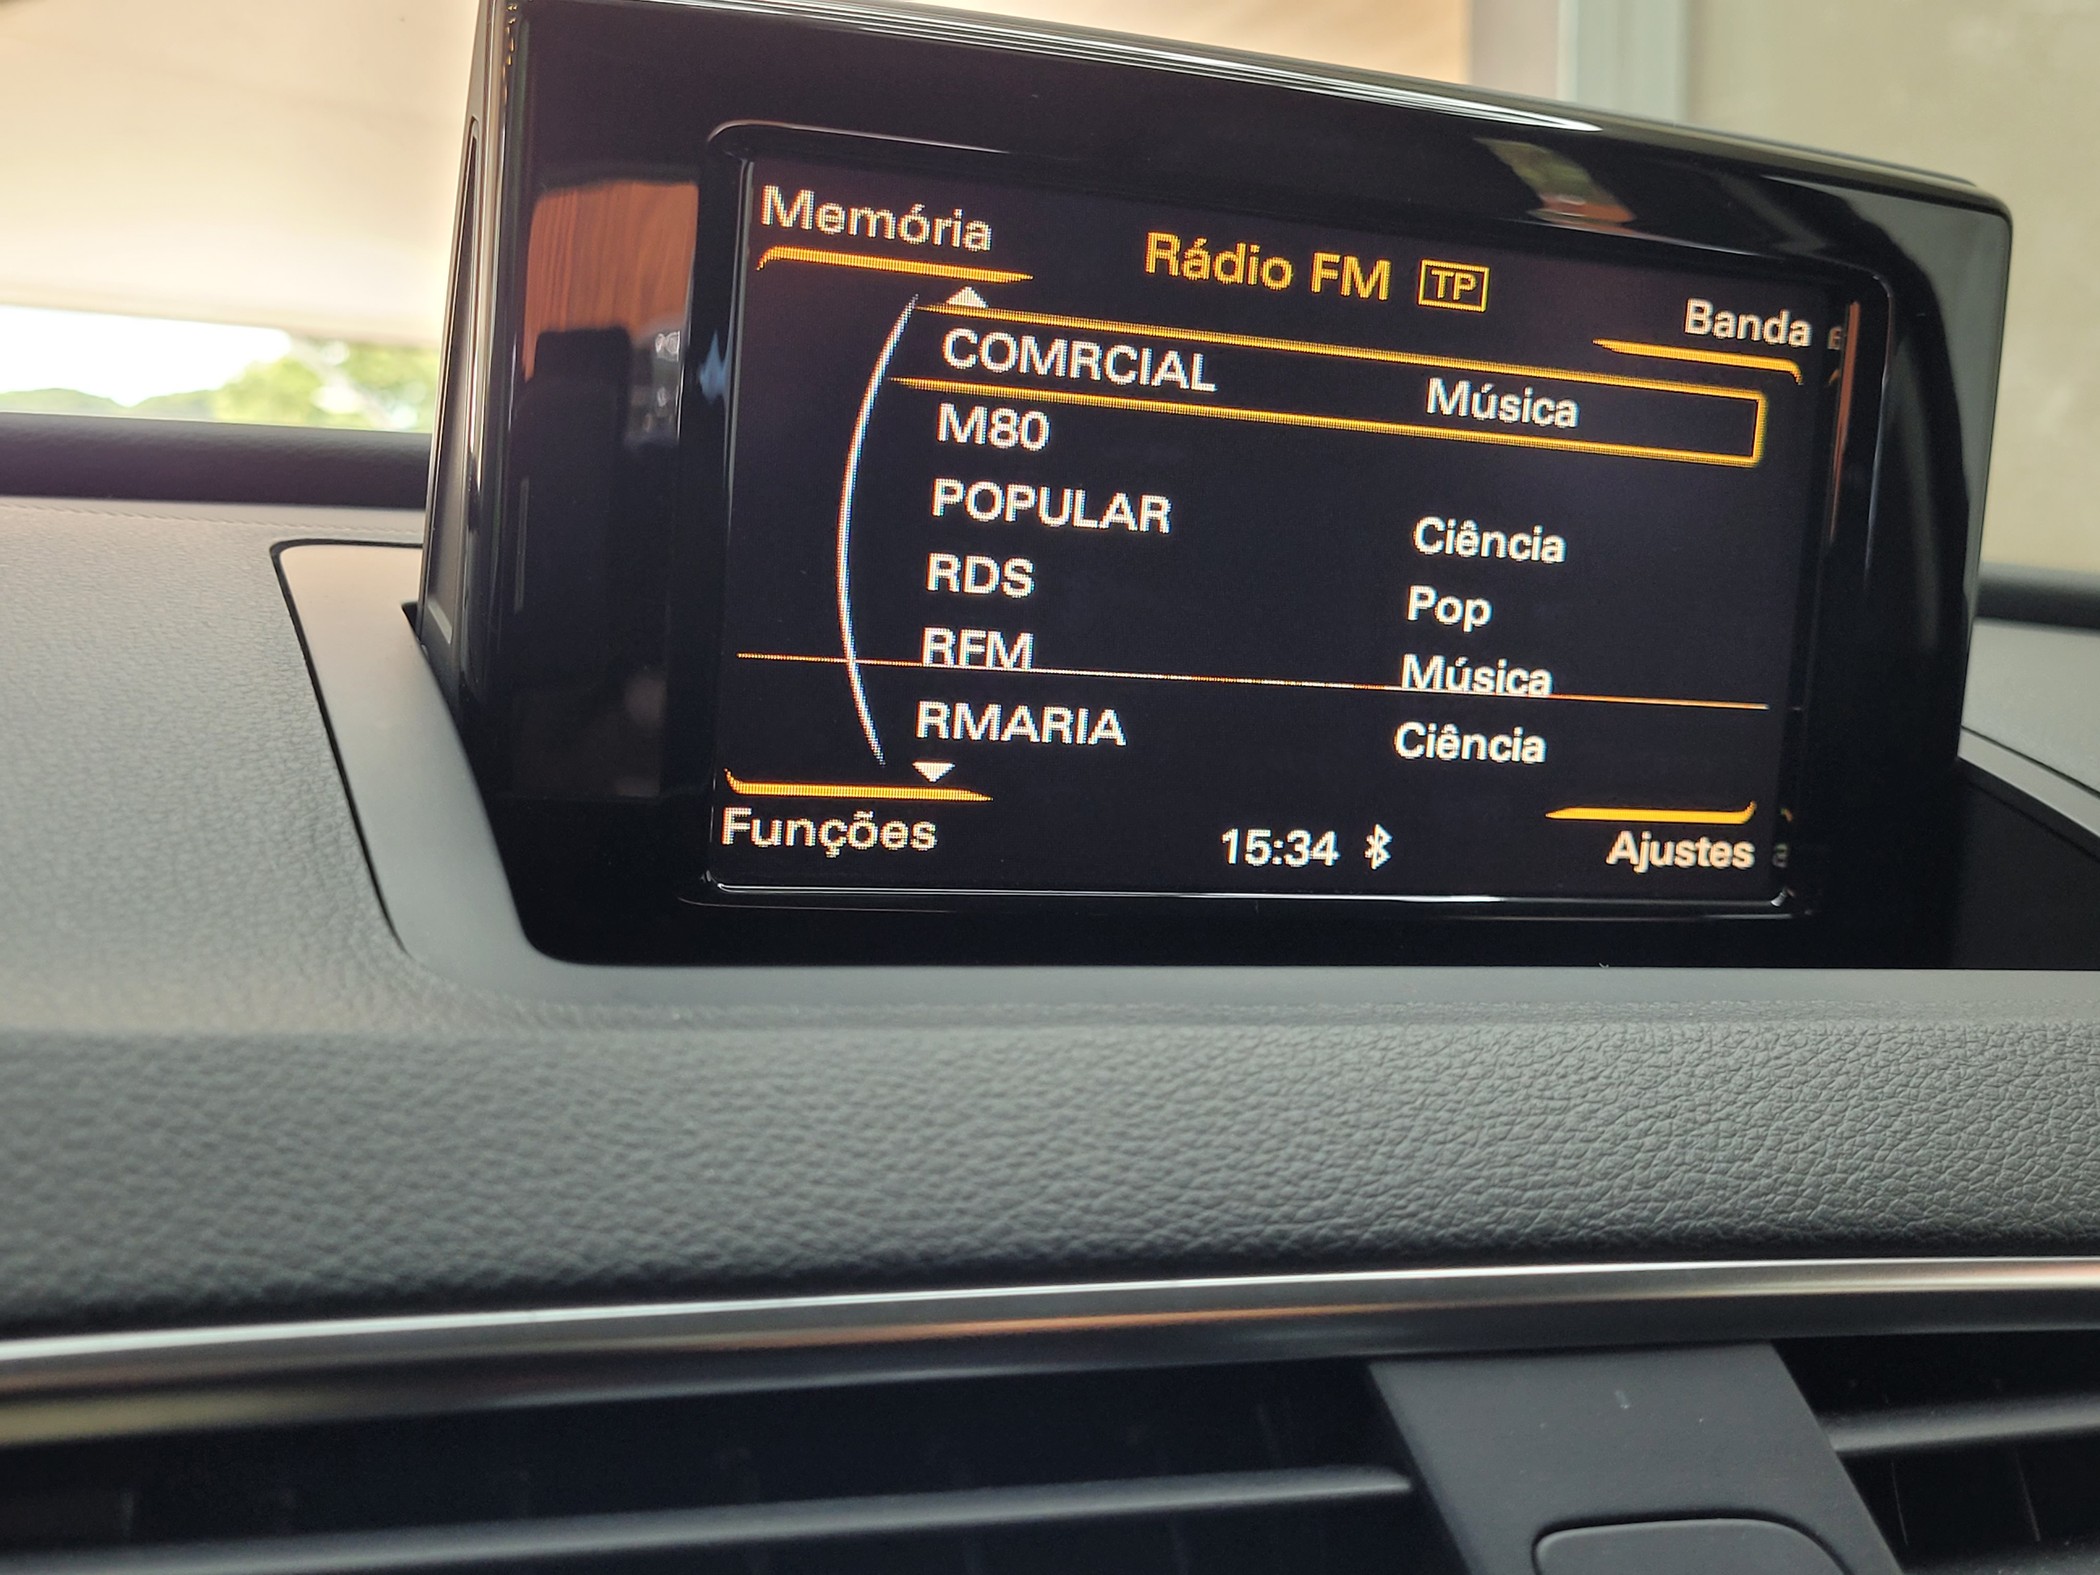 Memória
Rádio FM TP
Banda
COMRCIAL Música
M80
POPULAR Ciência
RDS Pop
RFM Música
RMARIA Ciência
Funções
15:34
Ajustes